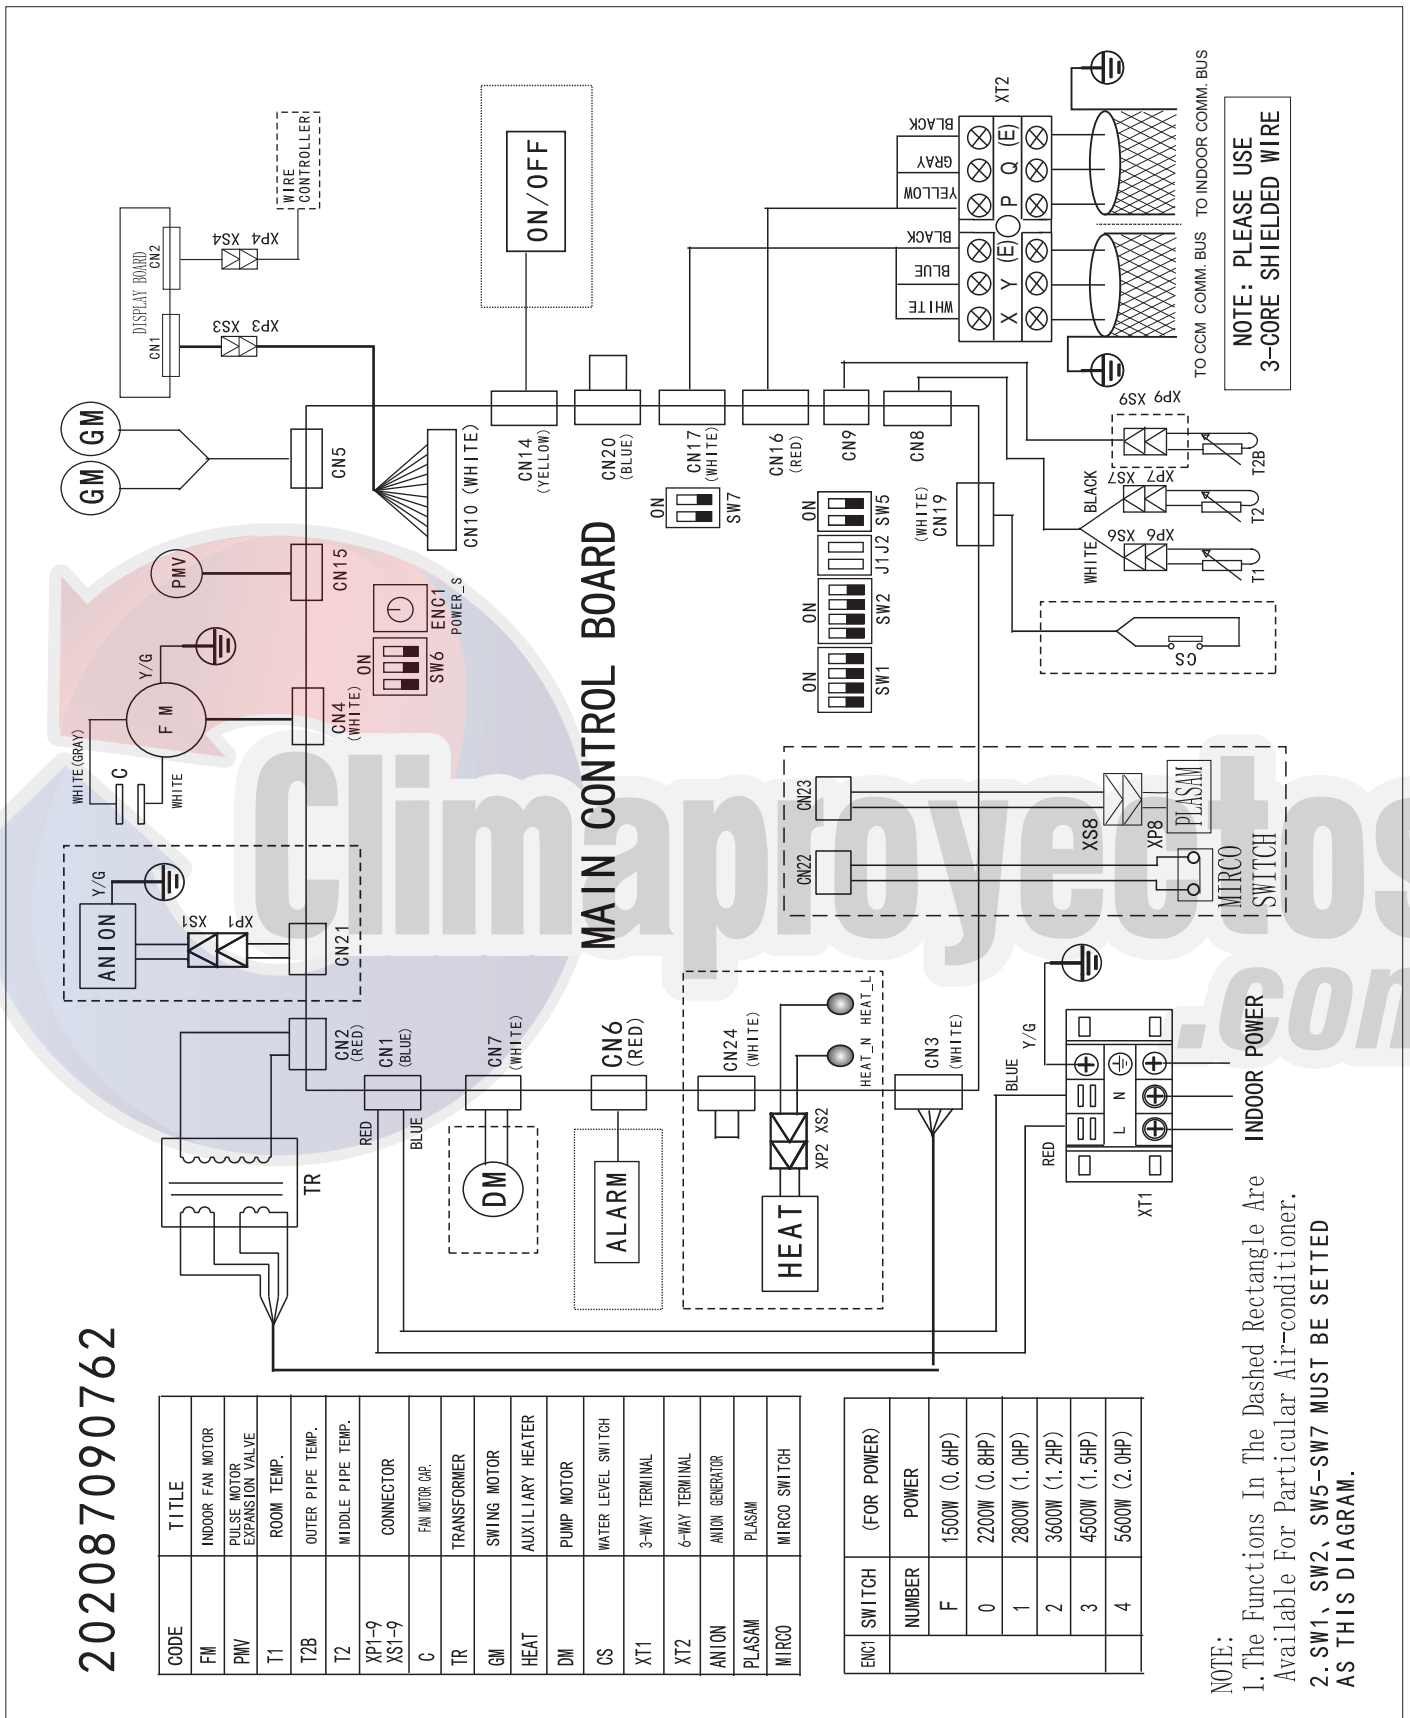 202087090762
CODE TITLE
FM INDOOR FAN MOTOR
PMV PULSE MOTOR
EXPANSION VALVE
T1 ROOM TEMP.
T2B OUTER PIPE TEMP.
T2 MIDDLE PIPE TEMP.
XP1-9
XS1-9
CONNECTOR
C FAN MOTOR CAP.
TR TRANSFORMER
GM SWING MOTOR
HEAT AUXILIARY HEATER
DM PUMP MOTOR
CS WATER LEVEL SWITCH
XT1 3-WAY TERMINAL
XT2 6-WAY TERMINAL
ANION ANION GENERATOR
PLASAM PLASAM
MIRCO MIRCO SWITCH
ENC1 SWITCH (FOR POWER)
NUMBER POWER
F 1500W (0.6HP)
0 2200W (0.8HP)
1 2800W (1.0HP)
2 3600W (1.2HP)
3 4500W (1.5HP)
4 5600W (2.0HP)
NOTE:
1.The Functions In The Dashed Rectangle Are
Available For Particular Air-conditioner.
2.SW1、SW2、SW5-SW7 MUST BE SETTED
AS THIS DIAGRAM.
TR
ANION
Y/G
XS1
XP1
CN21
CN2
(RED)
CN1
(BLUE)
RED
BLUE
CN7
(WHITE)
DM
CN6
(RED)
ALARM
CN24
(WHITE)
HEAT_N
HEAT_L
XP2 XS2
HEAT
CN3
(WHITE)
BLUE
Y/G
RED
L N
XT1
INDOOR POWER
WHITE(GRAY)
C
WHITE
F M
Y/G
CN4
(WHITE)
PMV
CN15
GM
GM
CN5
ON
SW6
ENC1
POWER_S
CN10 (WHITE)
DISPLAY BOARD
CN1
CN2
XS3 XP3
XS4 XP4
WIRE
CONTROLLER
ON/OFF
CN14
(YELLOW)
CN20
(BLUE)
CN17
(WHITE)
CN16
(RED)
CN9
CN8
ON
SW7
MAIN CONTROL BOARD
ON
SW1
ON
SW2
J1J2
ON
SW5
(WHITE)
CN19
CN22
CN23
XS8
XP8
PLASAM
MIRCO
SWITCH
CS
WHITE
BLACK
XS6 XP6
XS7 XP7
XS9 XP9
T1
T2
T2B
WHITE
BLUE
BLACK
YELLOW
GRAY
BLACK
X Y (E) P Q (E)
XT2
TO CCM COMM. BUS
TO INDOOR COMM. BUS
NOTE: PLEASE USE
3-CORE SHIELDED WIRE
Climaproyectos
.com